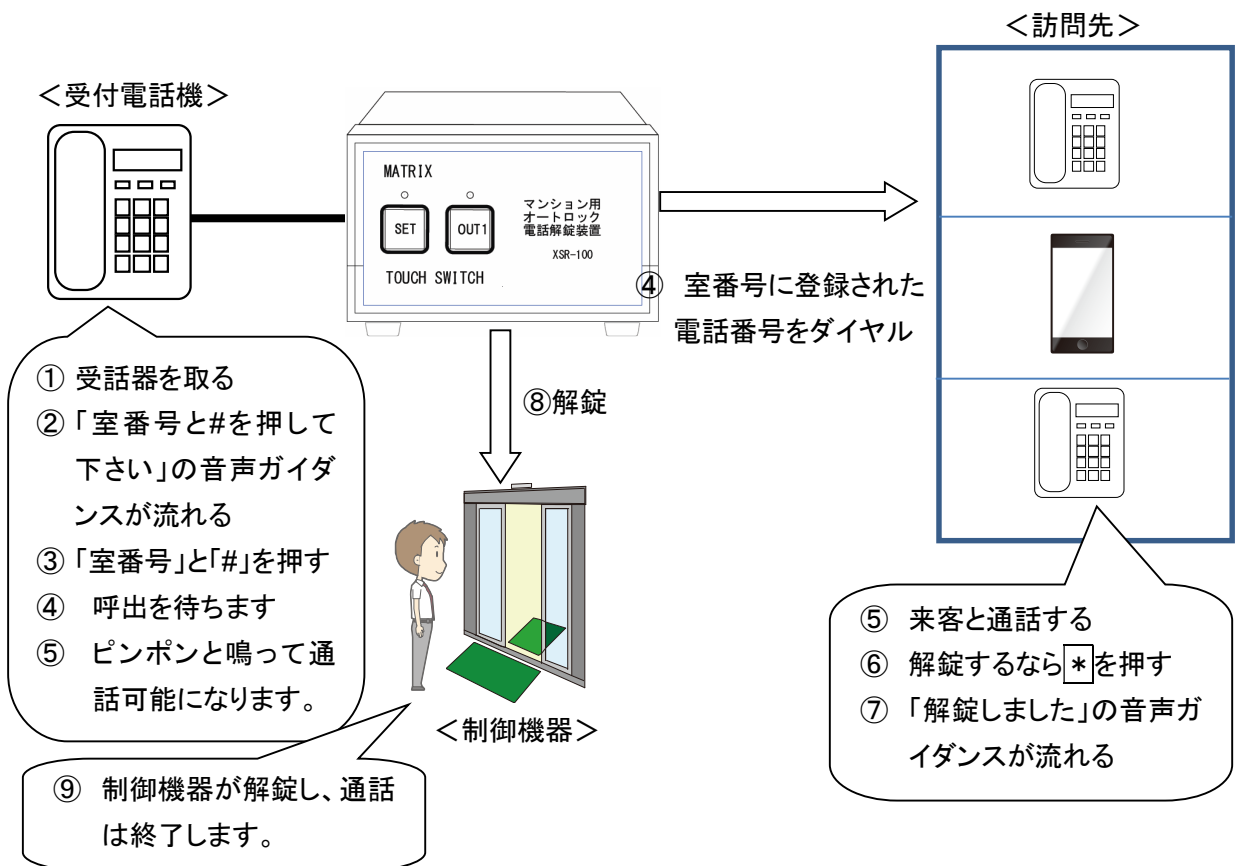 ＜訪問先＞
＜受付電話機＞
MATRIX
SET
OUT1
マンション用
オートロック
電話解錠装置
XSR-100
TOUCH SWITCH
④ 室番号に登録された
電話番号をダイヤル
① 受話器を取る
②「室番号と#を押して
下さい」の音声ガイダ
ンスが流れる
③「室番号」と「#」を押す
④ 呼出を待ちます
⑤ ピンポンと鳴って通
話可能になります。
⑧解錠
＜制御機器＞
⑤ 来客と通話する
⑥ 解錠するなら*を押す
⑦ 「解錠しました」の音声ガ
イダンスが流れる
⑨ 制御機器が解錠し、通話
は終了します。